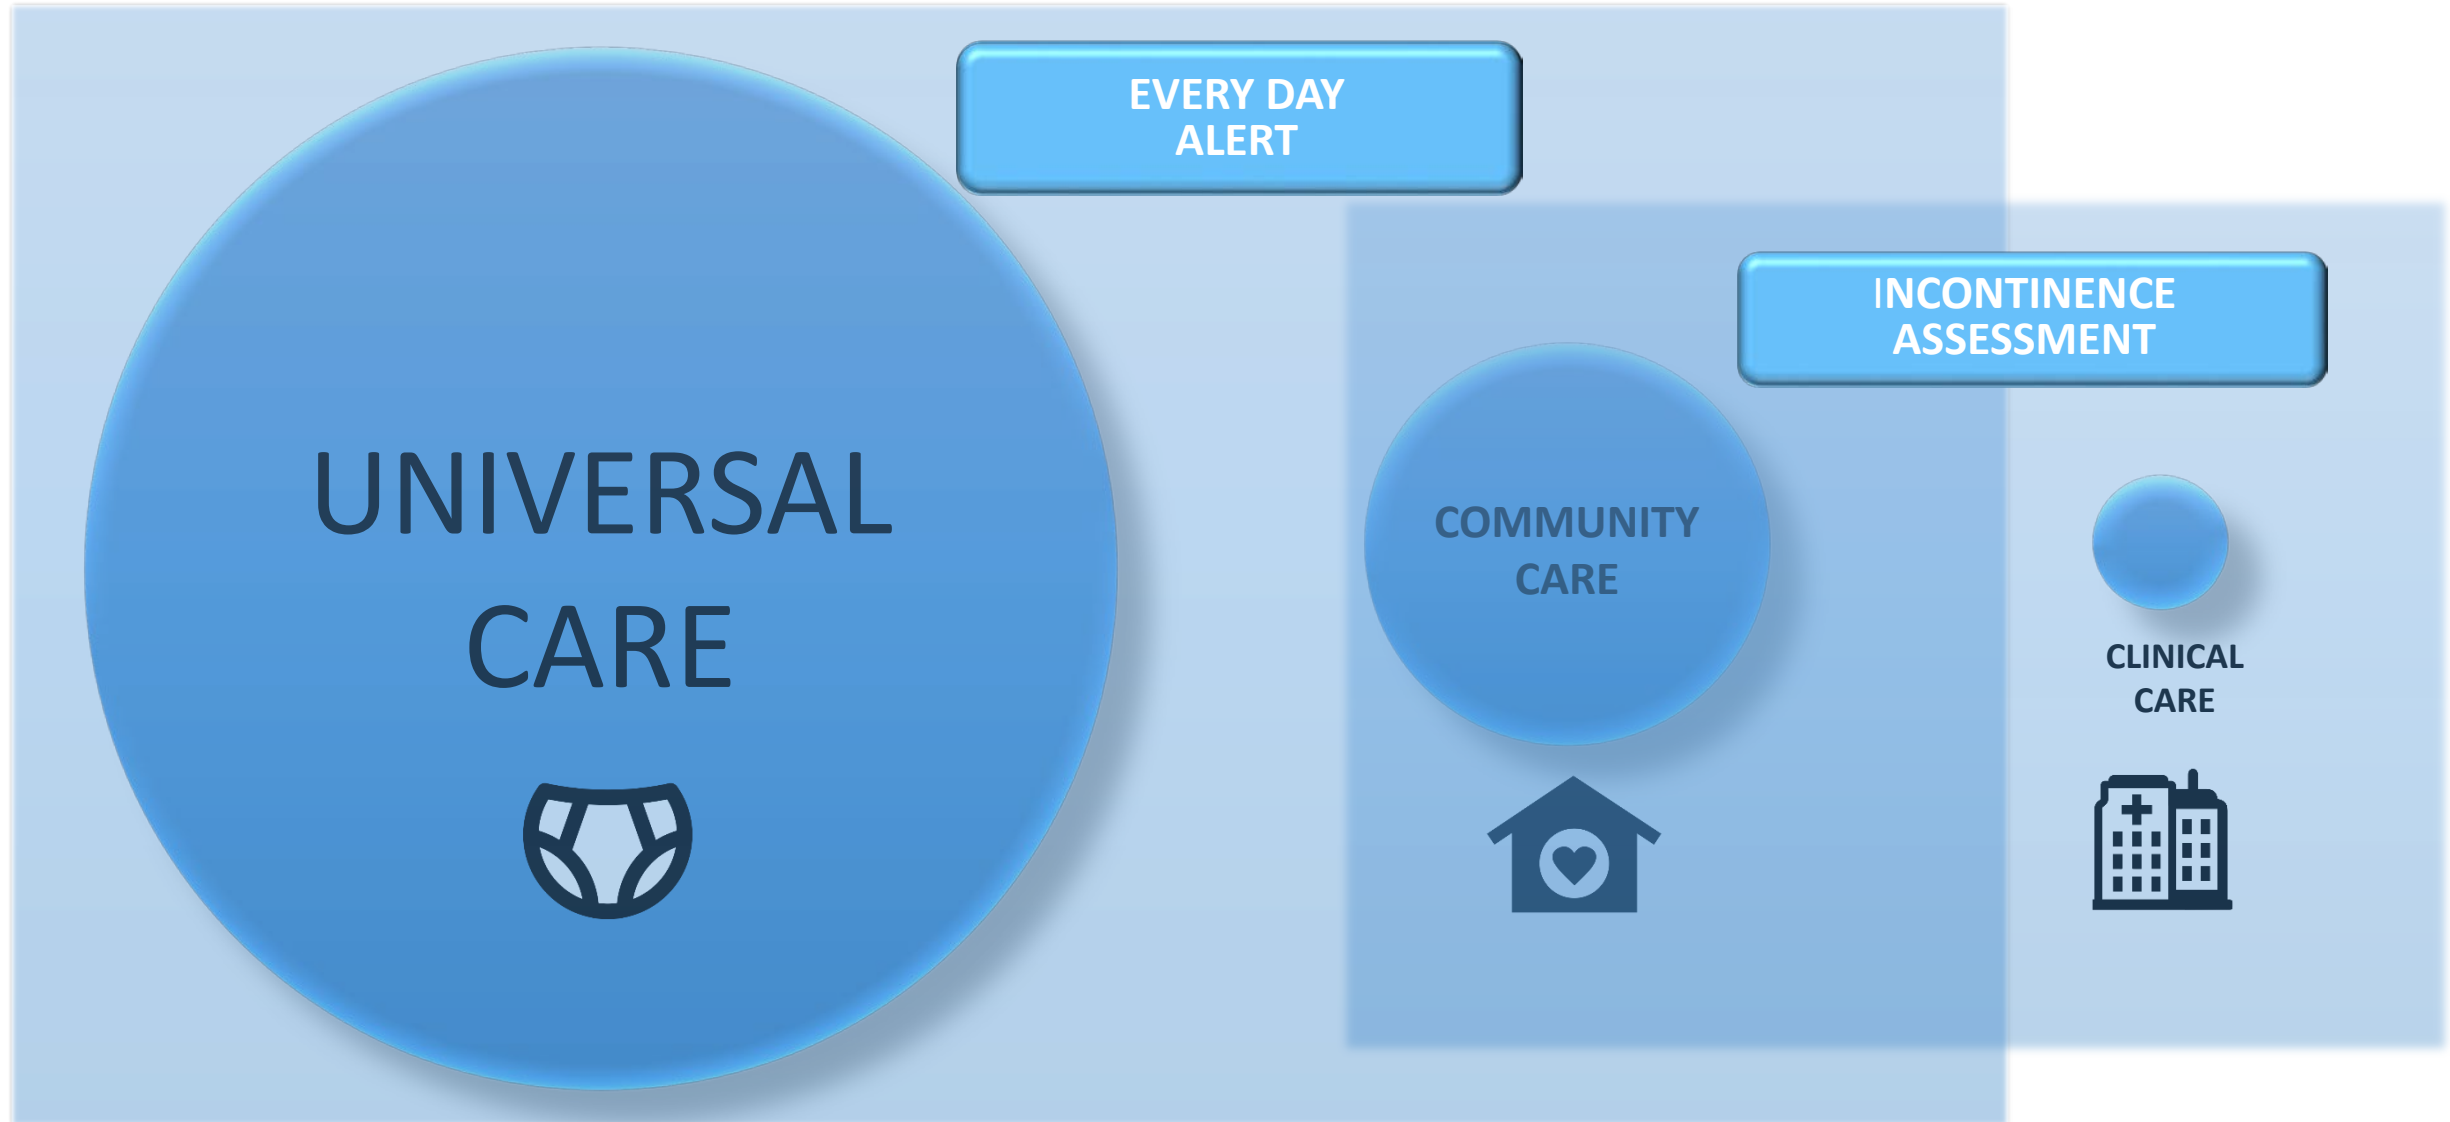 EVERY DAY
ALERT
INCONTINENCE
ASSESSMENT
UNIVERSAL
CARE
COMMUNITY
CARE
CLINICAL
CARE